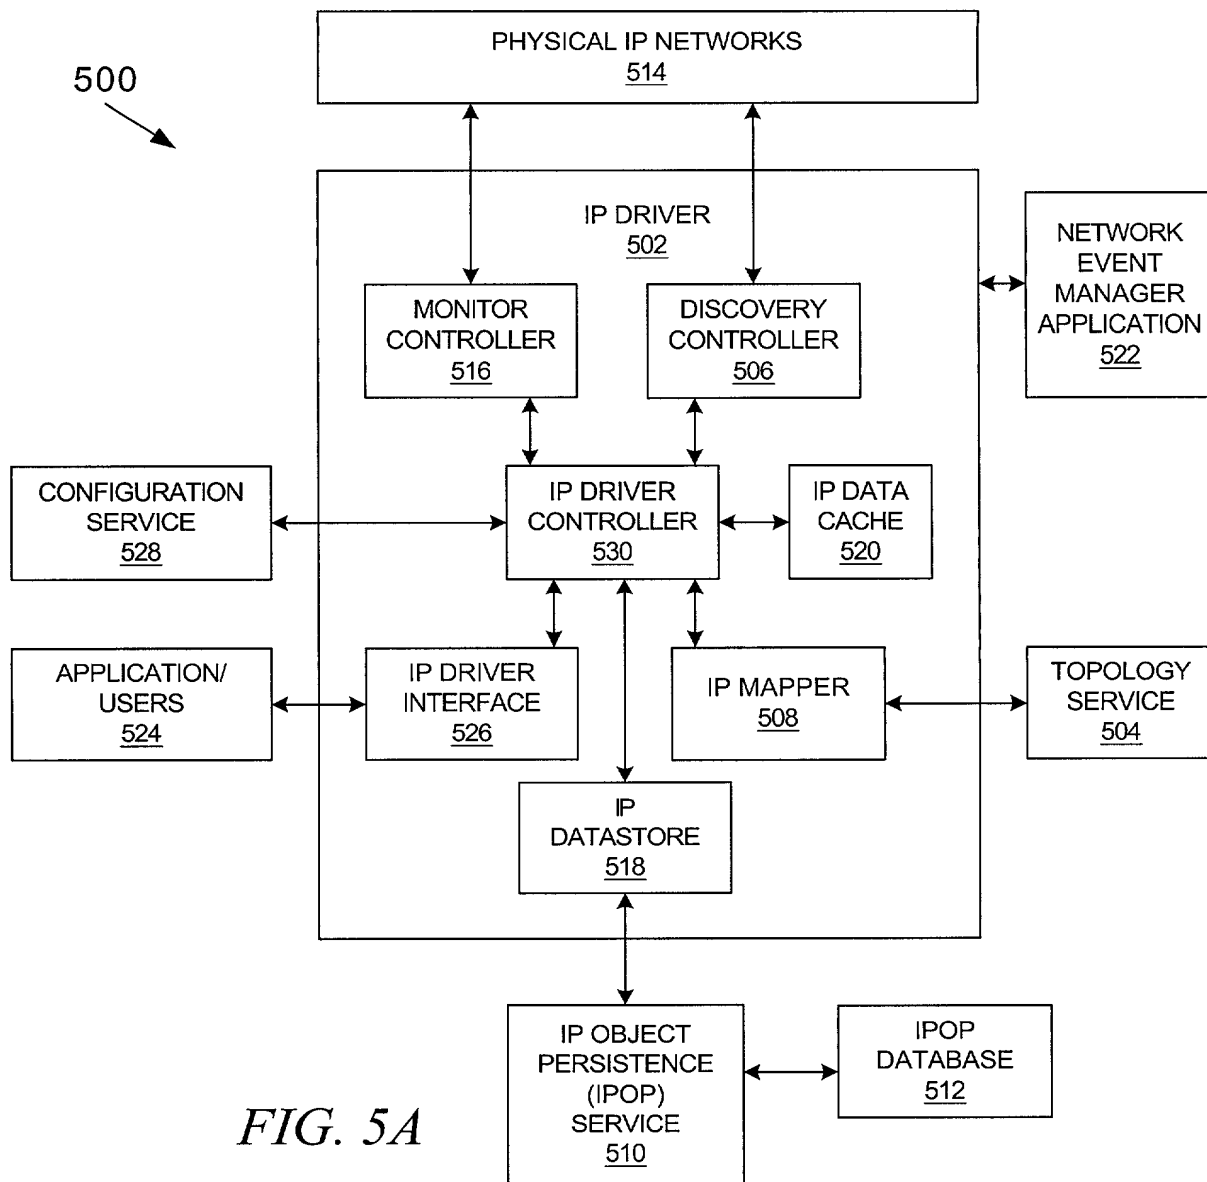 PHYSICAL IP NETWORKS
514
500
IP DRIVER
502
NETWORK
EVENT
MANAGER
APPLICATION
522
MONITOR
CONTROLLER
516
DISCOVERY
CONTROLLER
506
CONFIGURATION
SERVICE
528
IP DRIVER
CONTROLLER
530
IP DATA
CACHE
520
APPLICATION/
USERS
524
IP DRIVER
INTERFACE
526
IP MAPPER
508
TOPOLOGY
SERVICE
504
IP
DATASTORE
518
IP OBJECT
PERSISTENCE
(IPOP)
SERVICE
510
IPOP
DATABASE
512
FIG. 5A